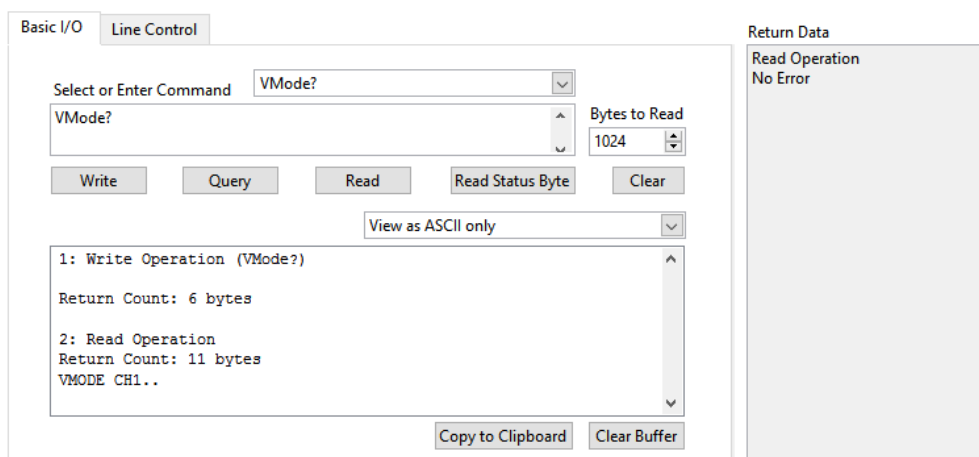 Basic I/O
Line Control
Select or Enter Command
VMode?
VMode?
Bytes to Read
1024
Write
Query
Read
Read Status Byte
Clear
View as ASCII only
1: Write Operation (VMode?)
Return Count: 6 bytes
2: Read Operation
Return Count: 11 bytes
VMODE CH1..
Copy to Clipboard
Clear Buffer
Return Data
Read Operation
No Error